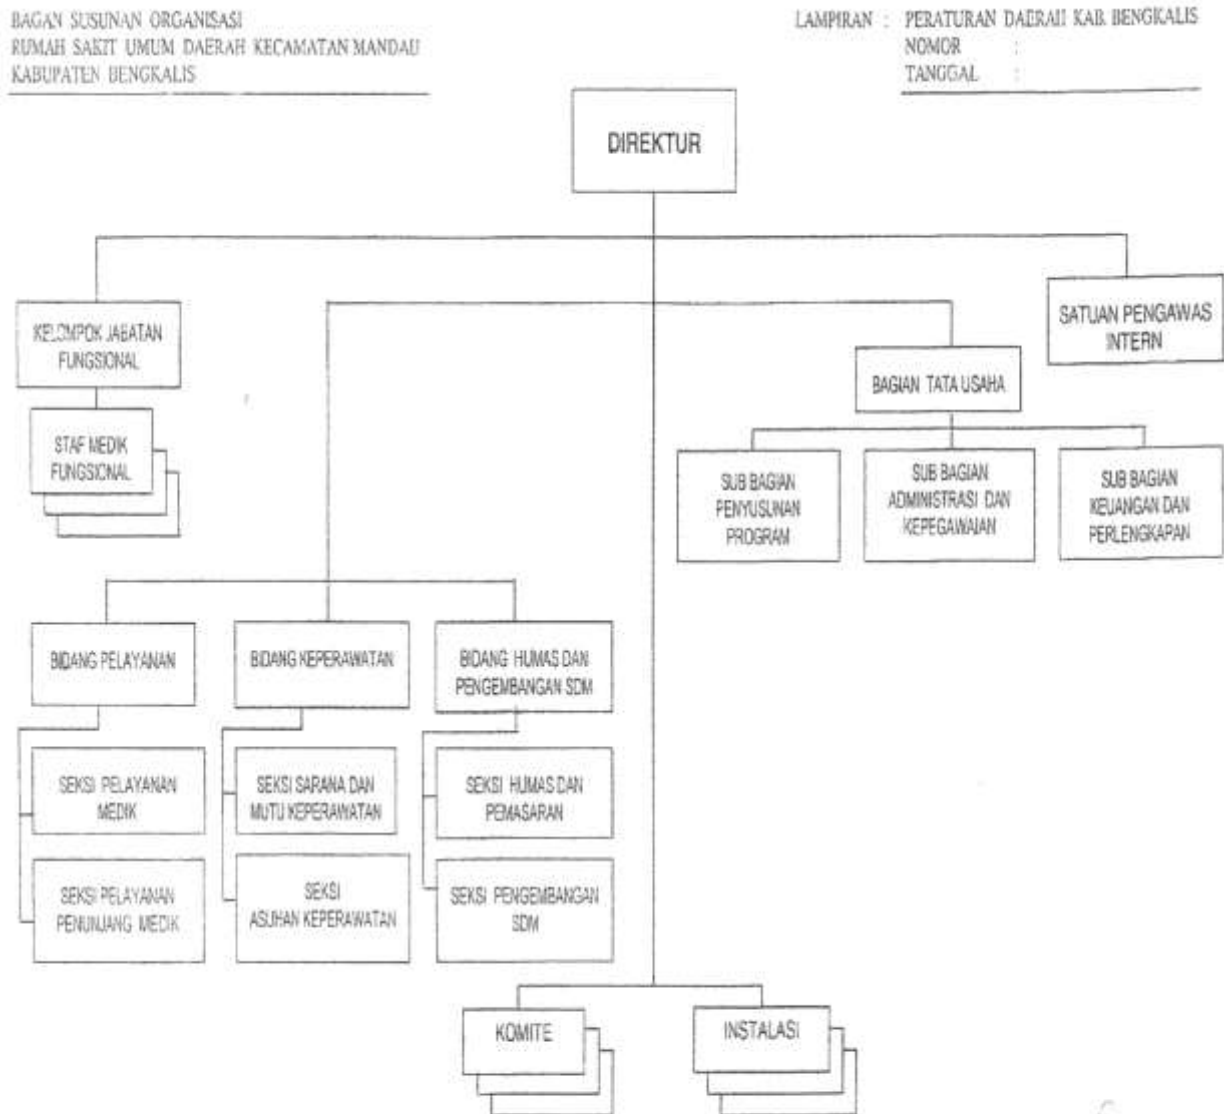 BAGAN SUSUNAN ORGANISASI
RUMAH SAKIT UMUM DAERAH KECAMATAN MANDAU
KABUPATEN BENGKALIS
LAMPIRAN : PERATURAN DAERAH KAB. BENGKALIS
NOMOR :
TANGGAL :
DIREKTUR
KELOMPOK JABATAN
FUNGSIONAL
SATUAN PENGAWAS
INTERN
BAGIAN TATA USAHA
STAF MEDIK
FUNGSIONAL
SUB BAGIAN
PENYUSUNAN
PROGRAM
SUB BAGIAN
ADMINISTRASI DAN
KEPEGAWAIAN
SUB BAGIAN
KEUANGAN DAN
PERLENGKAPAN
BIDANG PELAYANAN
BIDANG KEPERAWATAN
BIDANG HUMAS DAN
PENGEMBANGAN SDM
SEKSI PELAYANAN
MEDIK
SEKSI SARANA DAN
MUTU KEPERAWATAN
SEKSI HUMAS DAN
PEMASARAN
SEKSI PELAYANAN
PENUNJANG MEDIK
SEKSI
ASUHAN KEPERAWATAN
SEKSI PENGEMBANGAN
SDM
KOMITE
INSTALASI